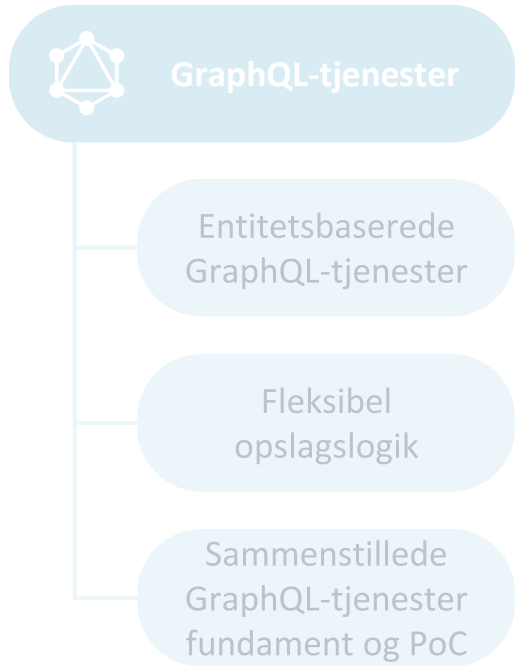 GraphQL-tjenester
Entitetsbaserede
GraphQL-tjenester
Fleksibel
opslagslogik
Sammenstillede
GraphQL-tjenester
fundament og PoC